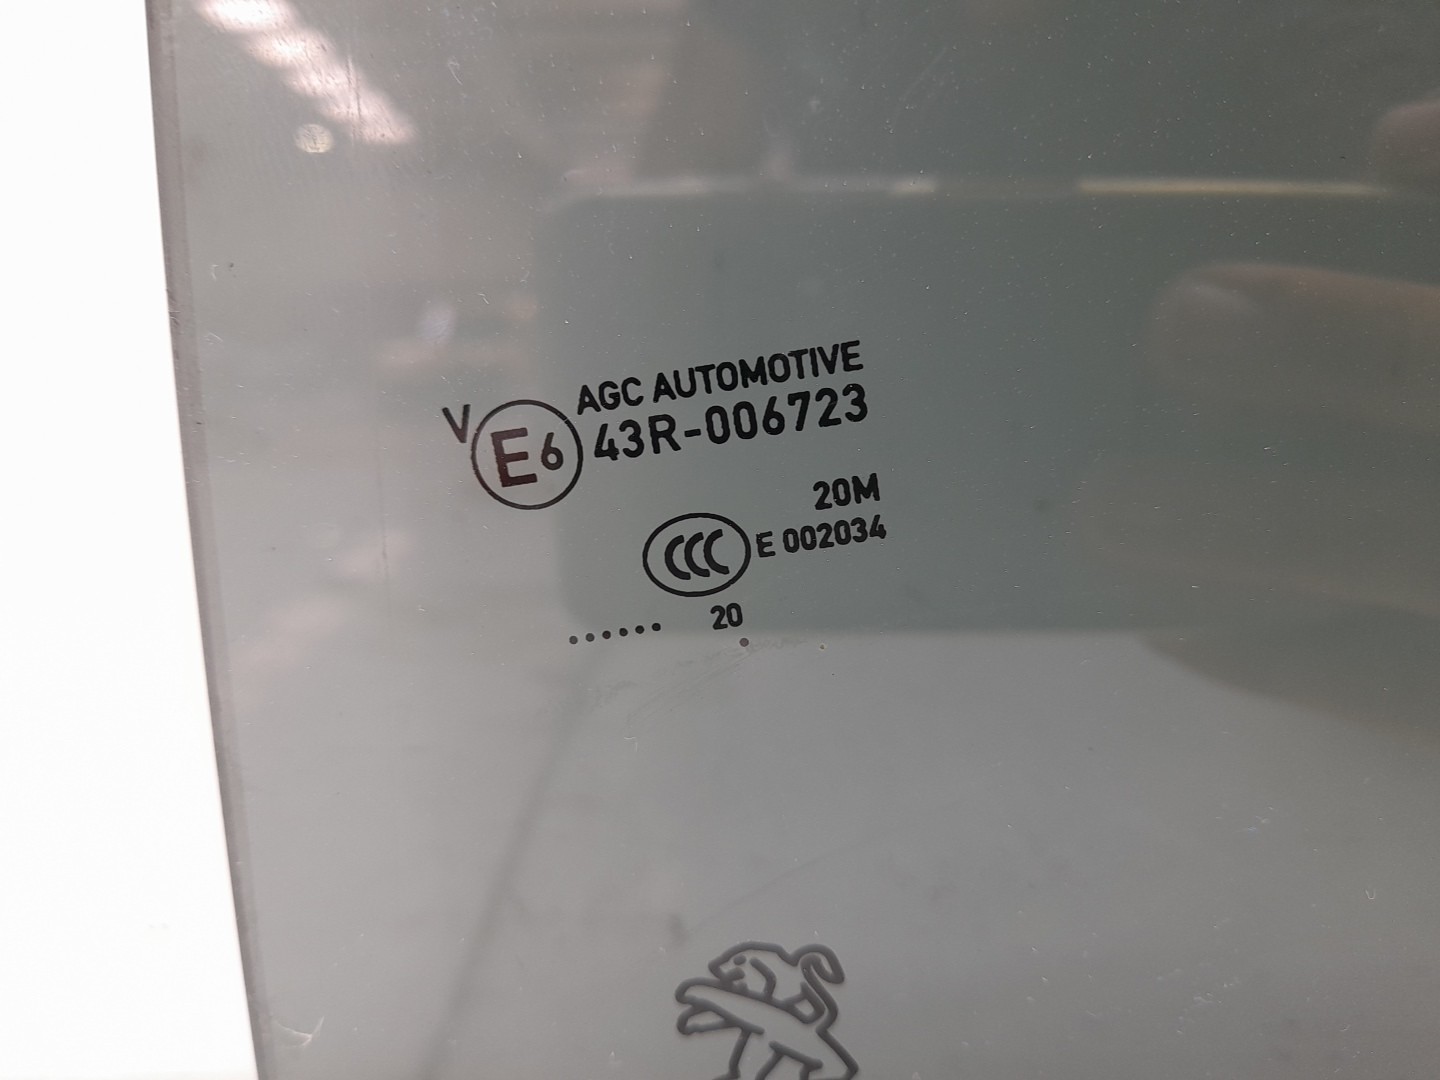 AGC AUTOMOTIVE
V E6 43R-006723
20M
CCC E 002034
...... 20